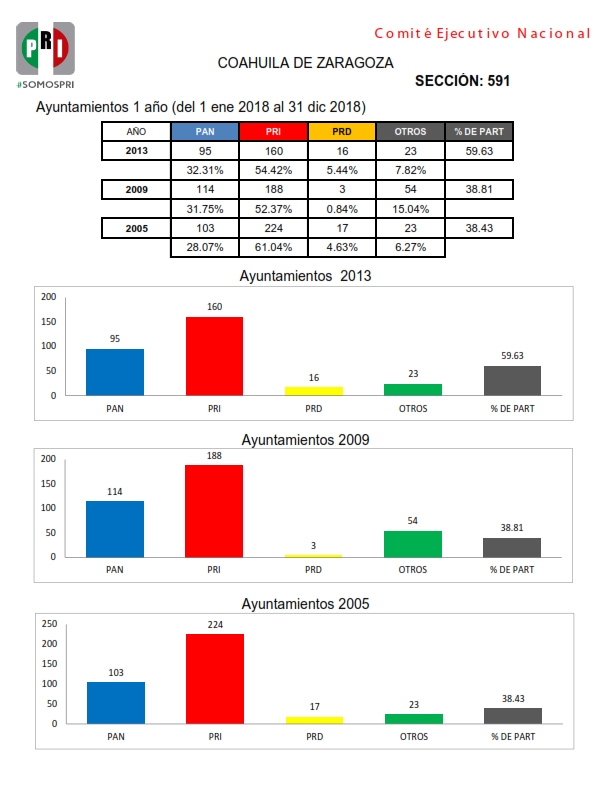 Comité Ejecutivo Nacional
PRI
#SOMOSPRI
COAHUILA DE ZARAGOZA
SECCIÓN: 591
Ayuntamientos 1 año (del 1 ene 2018 al 31 dic 2018)
AÑO PAN PRI PRD OTROS % DE PART
2013 95 160 16 23 59.63
32.31% 54.42% 5.44% 7.82%
2009 114 188 3 54 38.81
31.75% 52.37% 0.84% 15.04%
2005 103 224 17 23 38.43
28.07% 61.04% 4.63% 6.27%
Ayuntamientos 2013
200
150
100
50
0
95 160 16 23 59.63
PAN PRI PRD OTROS % DE PART
Ayuntamientos 2009
200
150
100
50
0
114 188 3 54 38.81
PAN PRI PRD OTROS % DE PART
Ayuntamientos 2005
250
200
150
100
50
0
103 224 17 23 38.43
PAN PRI PRD OTROS % DE PART